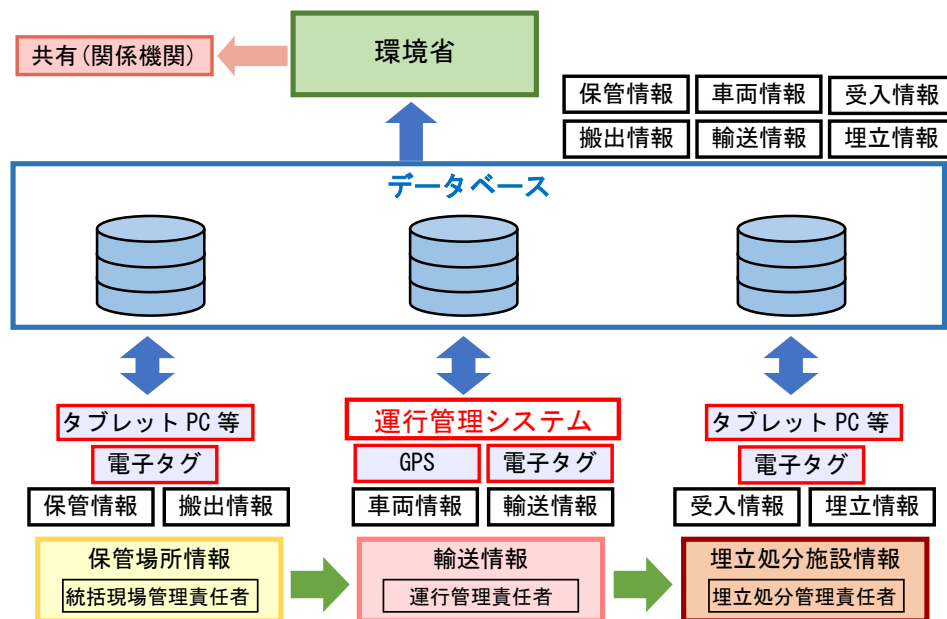 環境省
共有(関係機関)
保管情報 車両情報 受入情報
搬出情報 輸送情報 埋立情報
データベース
タブレット PC 等 運行管理システム タブレット PC 等
電子タグ GPS 電子タグ 電子タグ
保管情報 搬出情報 車両情報 輸送情報 受入情報 埋立情報
保管場所情報 輸送情報 埋立処分施設情報
統括現場管理責任者 運行管理責任者 埋立処分管理責任者